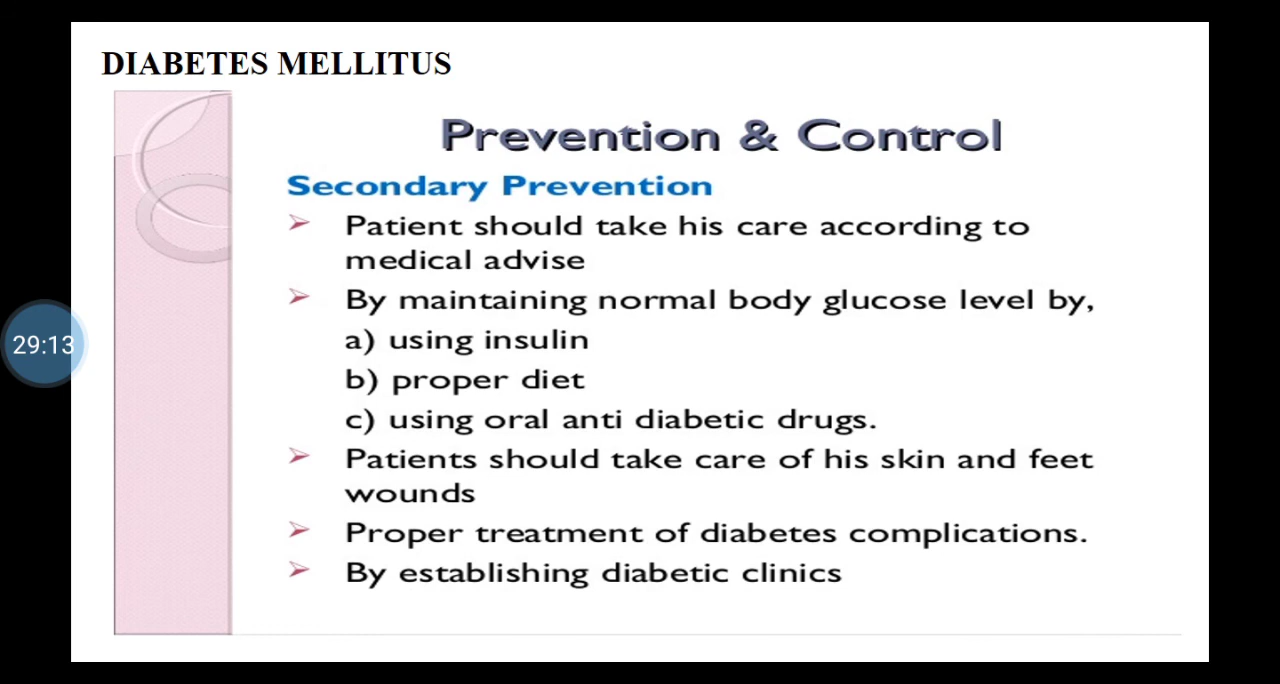 DIABETES MELLITUS
Prevention & Control
Secondary Prevention
Patient should take his care according to
medical advise
By maintaining normal body glucose level by,
a) using insulin
b) proper diet
c) using oral anti diabetic drugs.
Patients should take care of his skin and feet
wounds
Proper treatment of diabetes complications.
By establishing diabetic clinics
29:13